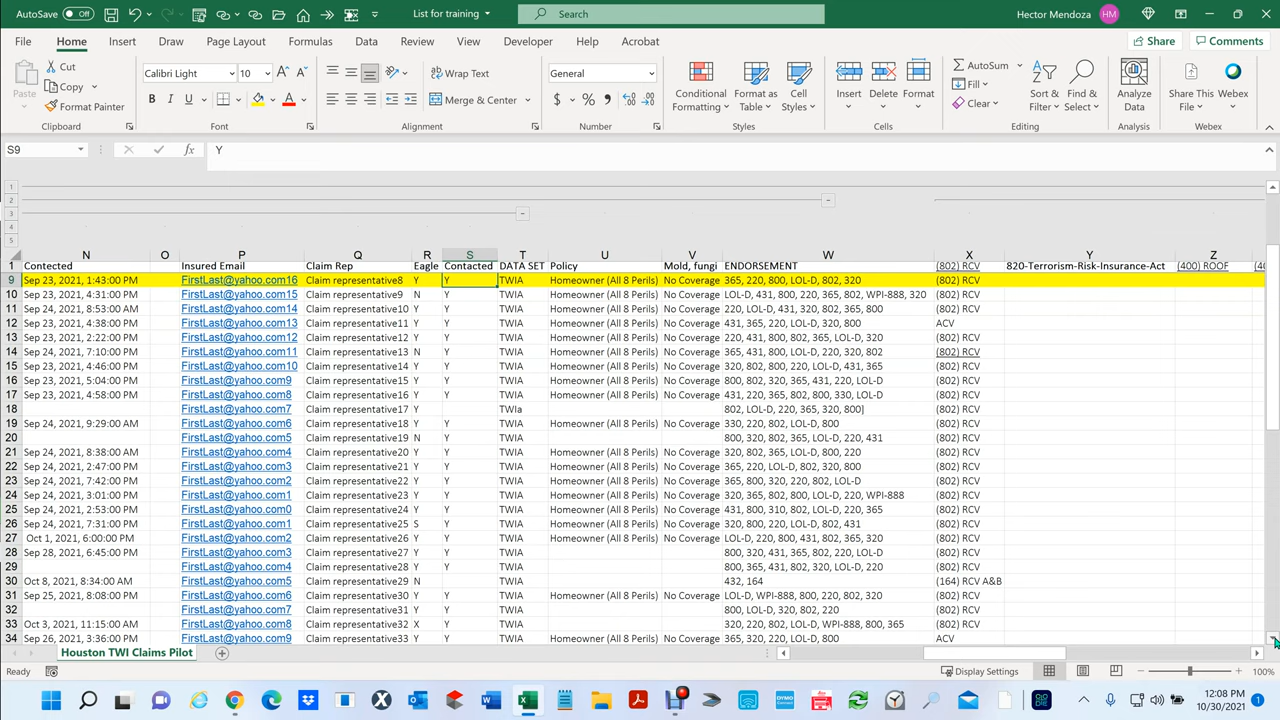 AutoSave Off List for training Search Hector Mendoza HM
File Home Insert Draw Page Layout Formulas Data Review View Developer Help Acrobat Share Comments
Cut Calibri Light 10 Wrap Text General AutoSum
Paste Copy Fill
Format Painter B I U A Merge & Center $ % Conditional Formatting Format as Table Cell Styles Insert Delete Format Clear Sort & Filter Find & Select Analyze Data Share This File Webex
Clipboard Font Alignment Number Styles Cells Editing Analysis Webex
S9 fx Y
1
2
3
4
5
N O P Q R S T U V W X Y Z
1 Contected Insured Email Claim Rep Eagle Contacted DATA SET Policy Mold, fungi ENDORSEMENT (802) RCV 820-Terrorism-Risk-Insurance-Act (400) ROOF
9 Sep 23, 2021, 1:43:00 PM FirstLast@yahoo.com16 Claim representative8 Y Y TWIA Homeowner (All 8 Perils) No Coverage 365, 220, 800, LOL-D, 802, 320 (802) RCV
10 Sep 23, 2021, 4:31:00 PM FirstLast@yahoo.com15 Claim representative9 N Y TWIA Homeowner (All 8 Perils) No Coverage LOL-D, 431, 800, 220, 365, 802, WPI-888, 320 (802) RCV
11 Sep 24, 2021, 8:53:00 AM FirstLast@yahoo.com14 Claim representative10 Y Y TWIA Homeowner (All 8 Perils) No Coverage 220, LOL-D, 431, 320, 802, 365, 800 (802) RCV
12 Sep 23, 2021, 4:38:00 PM FirstLast@yahoo.com13 Claim representative11 Y Y TWIA Homeowner (All 8 Perils) No Coverage 431, 365, 220, LOL-D, 320, 800 ACV
13 Sep 23, 2021, 2:22:00 PM FirstLast@yahoo.com12 Claim representative12 Y Y TWIA Homeowner (All 8 Perils) No Coverage 220, 431, 800, 802, 365, LOL-D, 320 (802) RCV
14 Sep 24, 2021, 7:10:00 PM FirstLast@yahoo.com11 Claim representative13 N Y TWIA Homeowner (All 8 Perils) No Coverage 365, 431, 800, LOL-D, 220, 320, 802 (802) RCV
15 Sep 23, 2021, 4:46:00 PM FirstLast@yahoo.com10 Claim representative14 Y Y TWIA Homeowner (All 8 Perils) No Coverage 320, 802, 800, LOL-D, 220, 431, 365 (802) RCV
16 Sep 23, 2021, 5:04:00 PM FirstLast@yahoo.com9 Claim representative15 Y Y TWIA Homeowner (All 8 Perils) No Coverage 800, 802, 320, 365, 431, 220, LOL-D (802) RCV
17 Sep 23, 2021, 4:58:00 PM FirstLast@yahoo.com8 Claim representative16 Y Y TWIA Homeowner (All 8 Perils) No Coverage 431, 220, 365, 802, 800, 330, LOL-D (802) RCV
18 FirstLast@yahoo.com7 Claim representative17 Y TWIa 802, LOL-D, 220, 365, 320, 800] (802) RCV
19 Sep 24, 2021, 9:29:00 AM FirstLast@yahoo.com6 Claim representative18 Y Y TWIA Homeowner (All 8 Perils) No Coverage 330, 220, 802, LOL-D, 800 (802) RCV
20 FirstLast@yahoo.com5 Claim representative19 N TWIA 800, 320, 802, 365, LOL-D, 220, 431 (802) RCV
21 Sep 24, 2021, 8:38:00 AM FirstLast@yahoo.com4 Claim representative20 Y Y TWIA Homeowner (All 8 Perils) No Coverage 320, 802, 365, LOL-D, 800, 220 (802) RCV
22 Sep 24, 2021, 2:47:00 PM FirstLast@yahoo.com3 Claim representative21 Y Y TWIA Homeowner (All 8 Perils) No Coverage 365, 220, LOL-D, 802, 320, 800 (802) RCV
23 Sep 24, 2021, 7:42:00 PM FirstLast@yahoo.com2 Claim representative22 Y Y TWIA Homeowner (All 8 Perils) No Coverage 365, 320, 800, 220, 802, LOL-D (802) RCV
24 Sep 24, 2021, 3:01:00 PM FirstLast@yahoo.com1 Claim representative23 Y Y TWIA Homeowner (All 8 Perils) No Coverage 320, 365, 802, 800, LOL-D, 220, WPI-888 (802) RCV
25 Sep 24, 2021, 2:53:00 PM FirstLast@yahoo.com0 Claim representative24 Y Y TWIA Homeowner (All 8 Perils) No Coverage 431, 800, 310, 802, LOL-D, 220, 365 (802) RCV
26 Sep 24, 2021, 7:31:00 PM FirstLast@yahoo.com1 Claim representative25 S Y TWIA Homeowner (All 8 Perils) No Coverage 320, 800, 220, LOL-D, 802, 431 (802) RCV
27 Oct 1, 2021, 6:00:00 PM FirstLast@yahoo.com2 Claim representative26 Y Y TWIA Homeowner (All 8 Perils) No Coverage LOL-D, 220, 800, 431, 802, 365, 320 (802) RCV
28 Sep 28, 2021, 6:45:00 PM FirstLast@yahoo.com3 Claim representative27 Y Y TWIA 800, 320, 431, 365, 802, 220, LOL-D (802) RCV
29 FirstLast@yahoo.com4 Claim representative28 Y Y TWIA 800, 365, 431, LOL-D, 802, 320, 220 (802) RCV
30 Oct 8, 2021, 8:34:00 AM FirstLast@yahoo.com5 Claim representative29 N TWIA 432, 164 (164) RCV A&B
31 Sep 25, 2021, 8:08:00 PM FirstLast@yahoo.com6 Claim representative30 Y Y TWIA Homeowner (All 8 Perils) No Coverage LOL-D, WPI-888, 365, 220, 800, 802, 320 (802) RCV
32 FirstLast@yahoo.com7 Claim representative31 Y Y TWIA 800, LOL-D, 320, 802, 220 (802) RCV
33 Oct 3, 2021, 11:15:00 AM FirstLast@yahoo.com8 Claim representative32 X Y TWIA 320, 220, LOL-D, 802, WPI-888, 800, 365 (802) RCV
34 Sep 26, 2021, 3:36:00 PM FirstLast@yahoo.com9 Claim representative33 Y Y TWIA Homeowner (All 8 Perils) No Coverage 365, 320, 220, LOL-D, 800 ACV
Houston TWI Claims Pilot
Ready Display Settings 100%
12:08 PM
10/30/2021